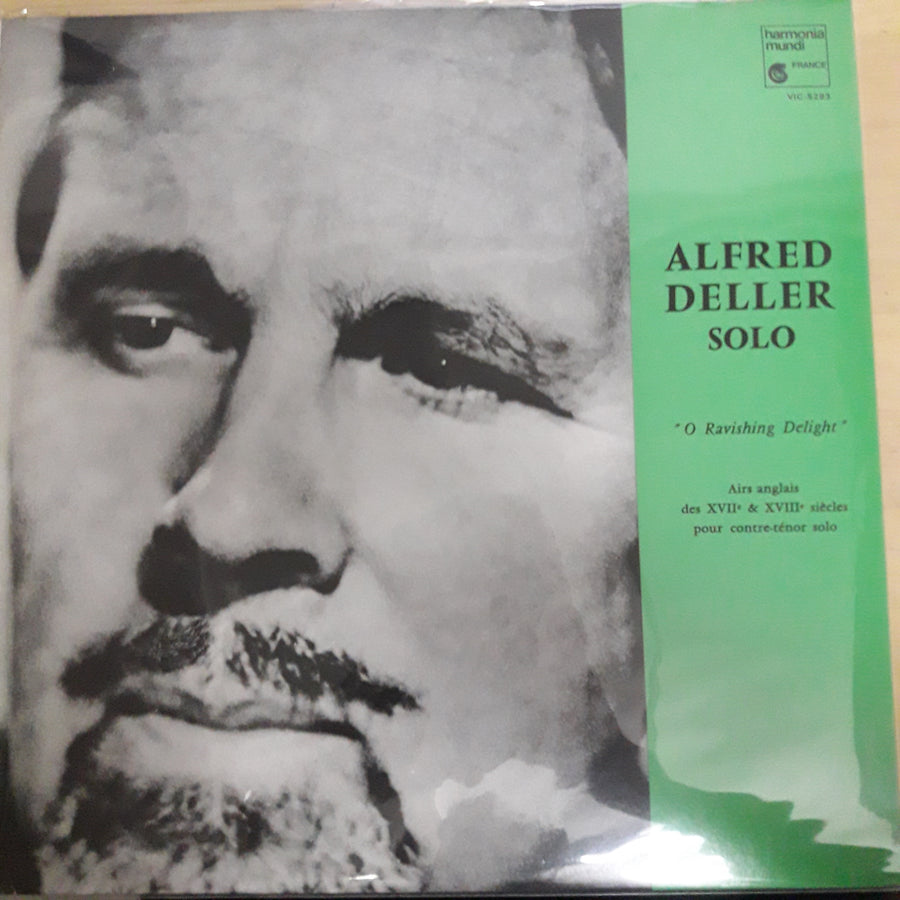 harmonia
mundi
FRANCE
VIC-5293
ALFRED
DELLER
SOLO
"O Ravishing Delight"
Airs anglais
des XVIIᵉ & XVIIIᵉ siècles
pour contre-ténor solo